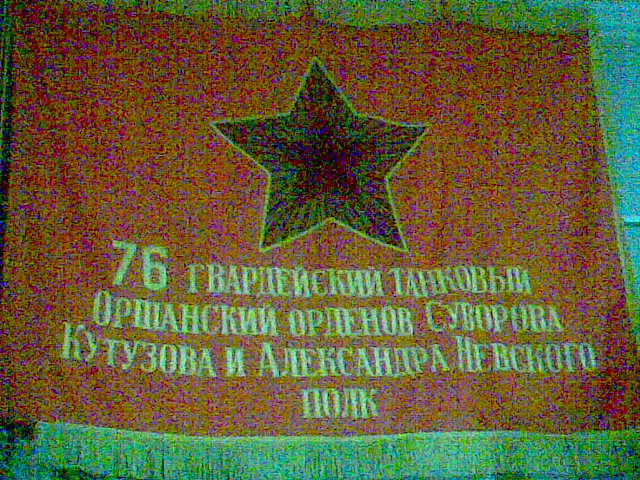 76 гвардейский танковый
Оршанский орденов Суворова
Кутузова и Александра Невского
полк